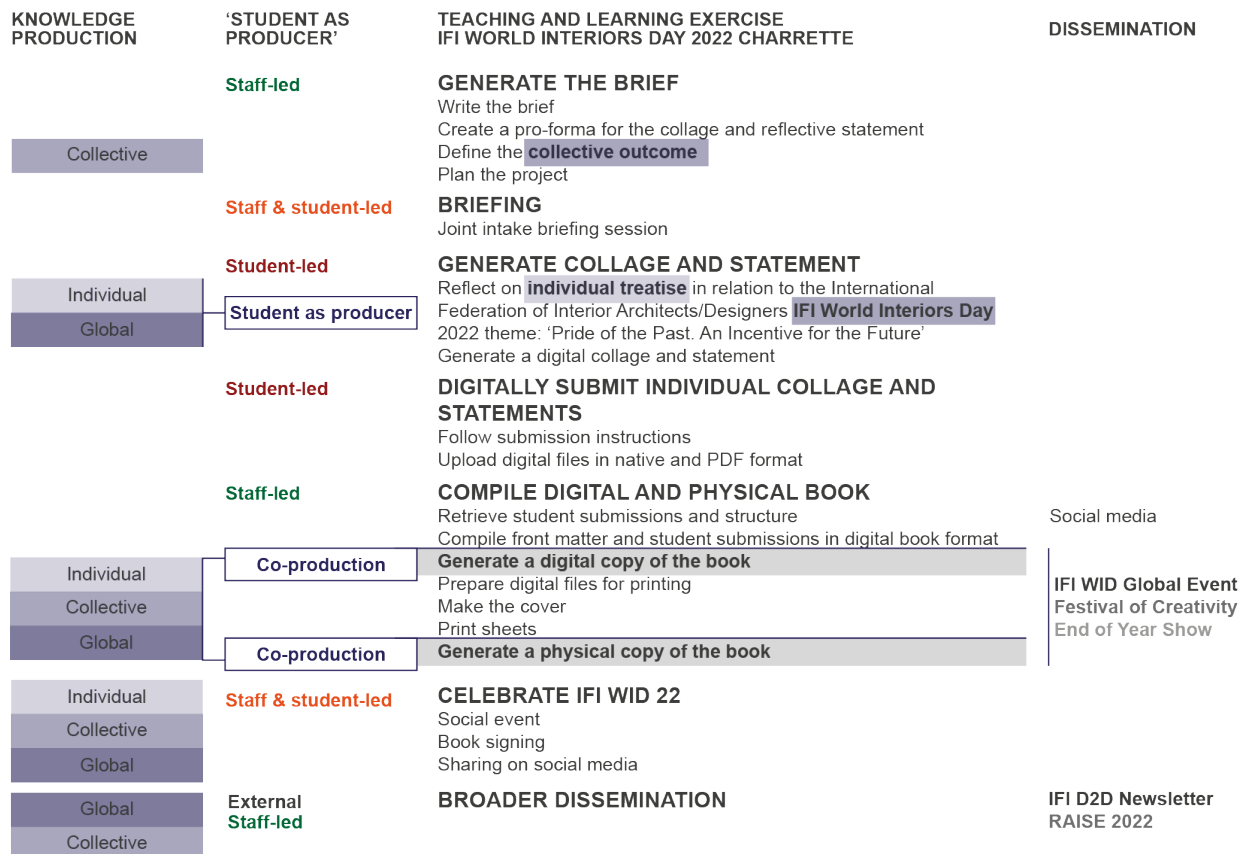 KNOWLEDGE
PRODUCTION
‘STUDENT AS
PRODUCER’
TEACHING AND LEARNING EXERCISE
IFI WORLD INTERIORS DAY 2022 CHARRETTE
DISSEMINATION
Staff-led
GENERATE THE BRIEF
Write the brief
Create a pro-forma for the collage and reflective statement
Collective
Define the collective outcome
Plan the project
Staff & student-led
BRIEFING
Joint intake briefing session
Student-led
GENERATE COLLAGE AND STATEMENT
Individual
Global
Student as producer
Reflect on individual treatise in relation to the International
Federation of Interior Architects/Designers IFI World Interiors Day
2022 theme: ‘Pride of the Past. An Incentive for the Future’
Generate a digital collage and statement
Student-led
DIGITALLY SUBMIT INDIVIDUAL COLLAGE AND
STATEMENTS
Follow submission instructions
Upload digital files in native and PDF format
Staff-led
COMPILE DIGITAL AND PHYSICAL BOOK
Retrieve student submissions and structure
Social media
Compile front matter and student submissions in digital book format
Individual
Collective
Global
Co-production
Generate a digital copy of the book
Prepare digital files for printing
Make the cover
Print sheets
Co-production
Generate a physical copy of the book
IFI WID Global Event
Festival of Creativity
End of Year Show
Individual
Collective
Global
Staff & student-led
CELEBRATE IFI WID 22
Social event
Book signing
Sharing on social media
Global
Collective
External
Staff-led
BROADER DISSEMINATION
IFI D2D Newsletter
RAISE 2022